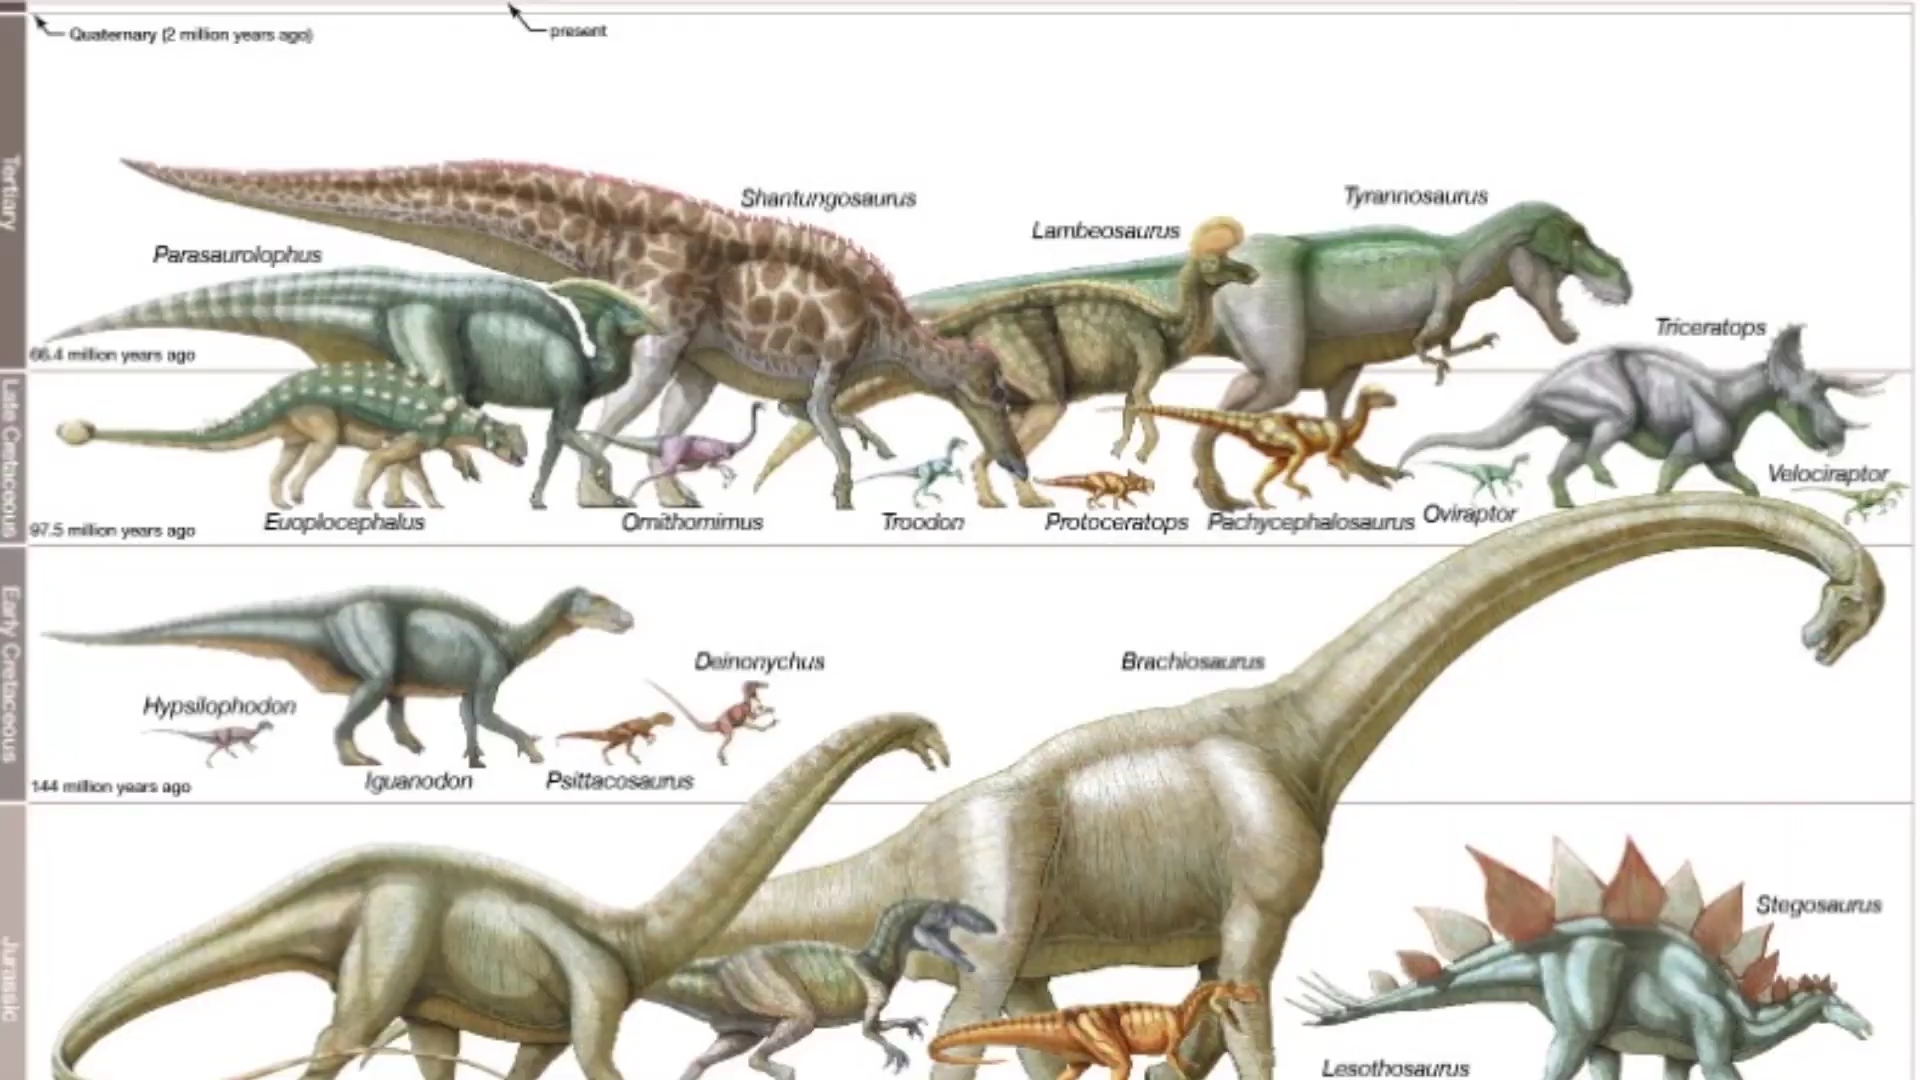 Quaternary (2 million years ago)
present
Tertiary
Shantungosaurus
Tyrannosaurus
Lambeosaurus
Parasaurolophus
Triceratops
66.4 million years ago
Late Cretaceous
Velociraptor
Euoplocephalus
Ornithomimus
Troodon
Protoceratops
Pachycephalosaurus
Oviraptor
97.5 million years ago
Early Cretaceous
Deinonychus
Brachiosaurus
Hypsilophodon
Iguanodon
Psittacosaurus
144 million years ago
Jurassic
Stegosaurus
Lesothosaurus